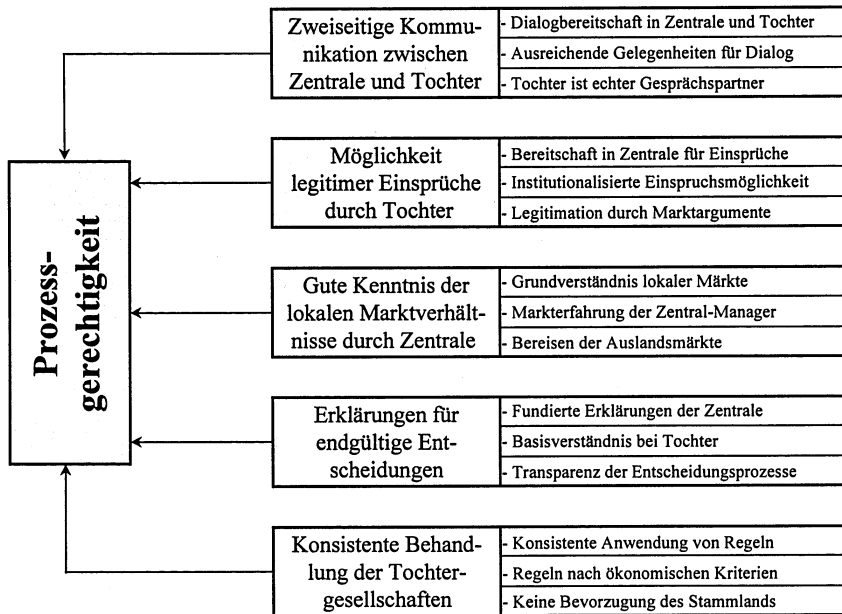 Prozess-
gerechtigkeit
Zweiseitige Kommu-
nikation zwischen
Zentrale und Tochter
- Dialogbereitschaft in Zentrale und Tochter
- Ausreichende Gelegenheiten für Dialog
- Tochter ist echter Gesprächspartner
Möglichkeit
legitimer Einsprüche
durch Tochter
- Bereitschaft in Zentrale für Einsprüche
- Institutionalisierte Einspruchsmöglichkeit
- Legitimation durch Marktargumente
Gute Kenntnis der
lokalen Marktverhält-
nisse durch Zentrale
- Grundverständnis lokaler Märkte
- Markterfahrung der Zentral-Manager
- Bereisen der Auslandsmärkte
Erklärungen für
endgültige Ent-
scheidungen
- Fundierte Erklärungen der Zentrale
- Basisverständnis bei Tochter
- Transparenz der Entscheidungsprozesse
Konsistente Behand-
lung der Tochter-
gesellschaften
- Konsistente Anwendung von Regeln
- Regeln nach ökonomischen Kriterien
- Keine Bevorzugung des Stammlands